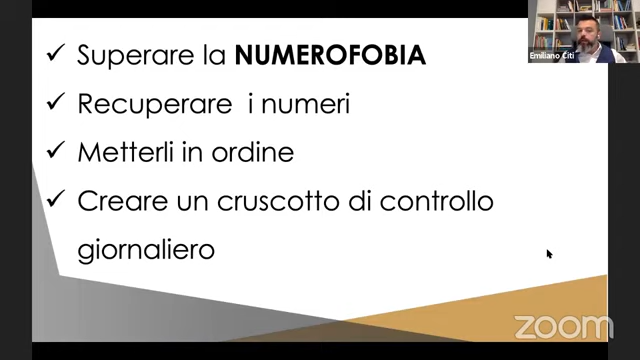 ✓ Superare la NUMEROFOBIA
✓ Recuperare i numeri
✓ Metterli in ordine
✓ Creare un cruscotto di controllo
giornaliero
Emiliano Citi
zoom